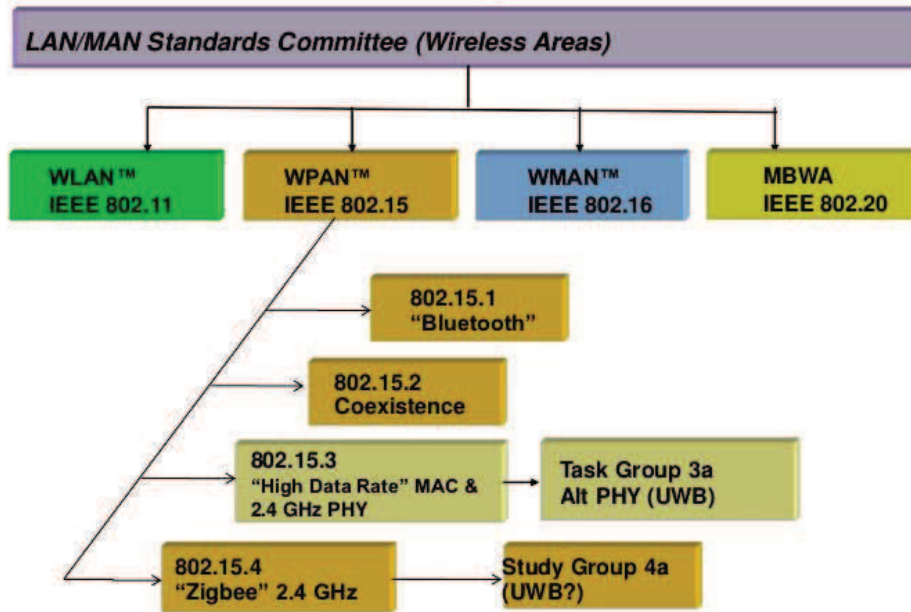 LAN/MAN Standards Committee (Wireless Areas)
WLAN™
IEEE 802.11
WPAN™
IEEE 802.15
WMAN™
IEEE 802.16
MBWA
IEEE 802.20
802.15.1
“Bluetooth”
802.15.2
Coexistence
802.15.3
“High Data Rate” MAC &
2.4 GHz PHY
Task Group 3a
Alt PHY (UWB)
802.15.4
“Zigbee” 2.4 GHz
Study Group 4a
(UWB?)